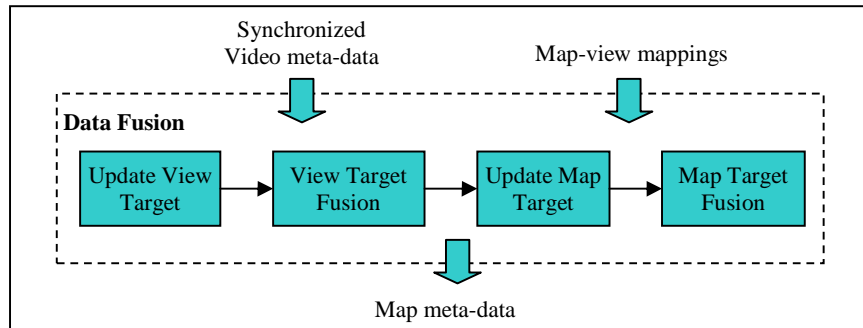 Synchronized
Video meta-data
Map-view mappings
Data Fusion
Update View
Target
View Target
Fusion
Update Map
Target
Map Target
Fusion
Map meta-data